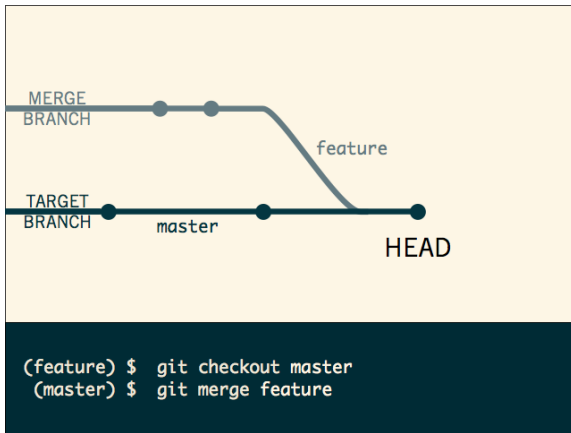 MERGE
BRANCH
feature
TARGET
BRANCH
master
HEAD
(feature) $ git checkout master
(master) $ git merge feature